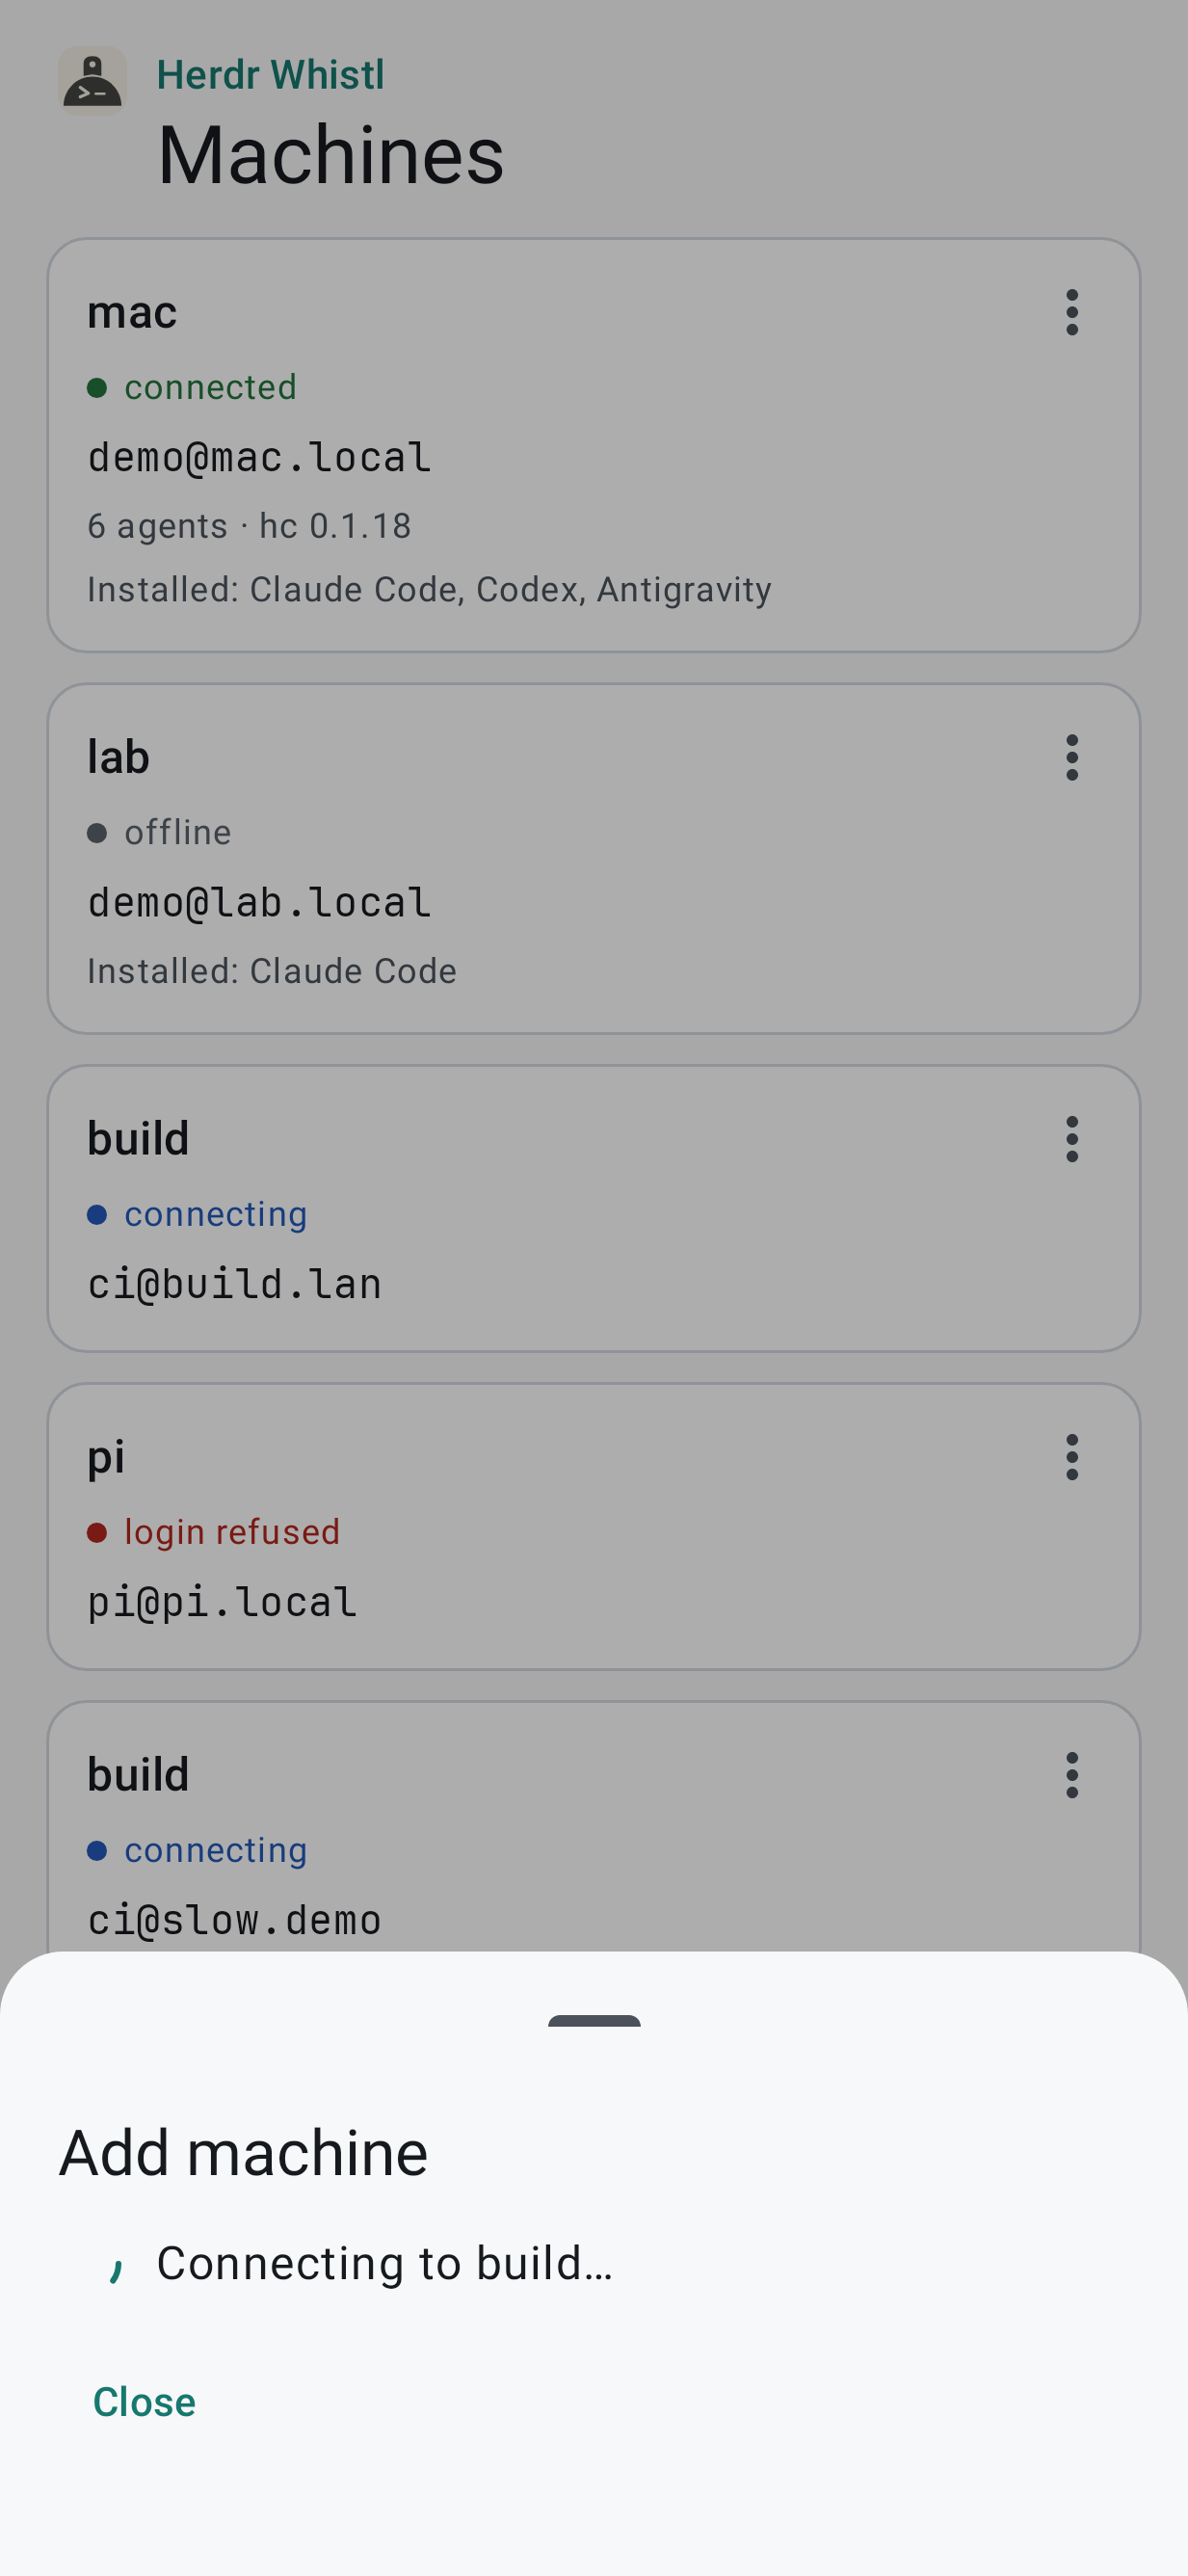 Herdr Whistl
Machines
mac
connected
demo@mac.local
6 agents · hc 0.1.18
Installed: Claude Code, Codex, Antigravity
lab
offline
demo@lab.local
Installed: Claude Code
build
connecting
ci@build.lan
pi
login refused
pi@pi.local
build
connecting
ci@slow.demo
Add machine
Connecting to build…
Close